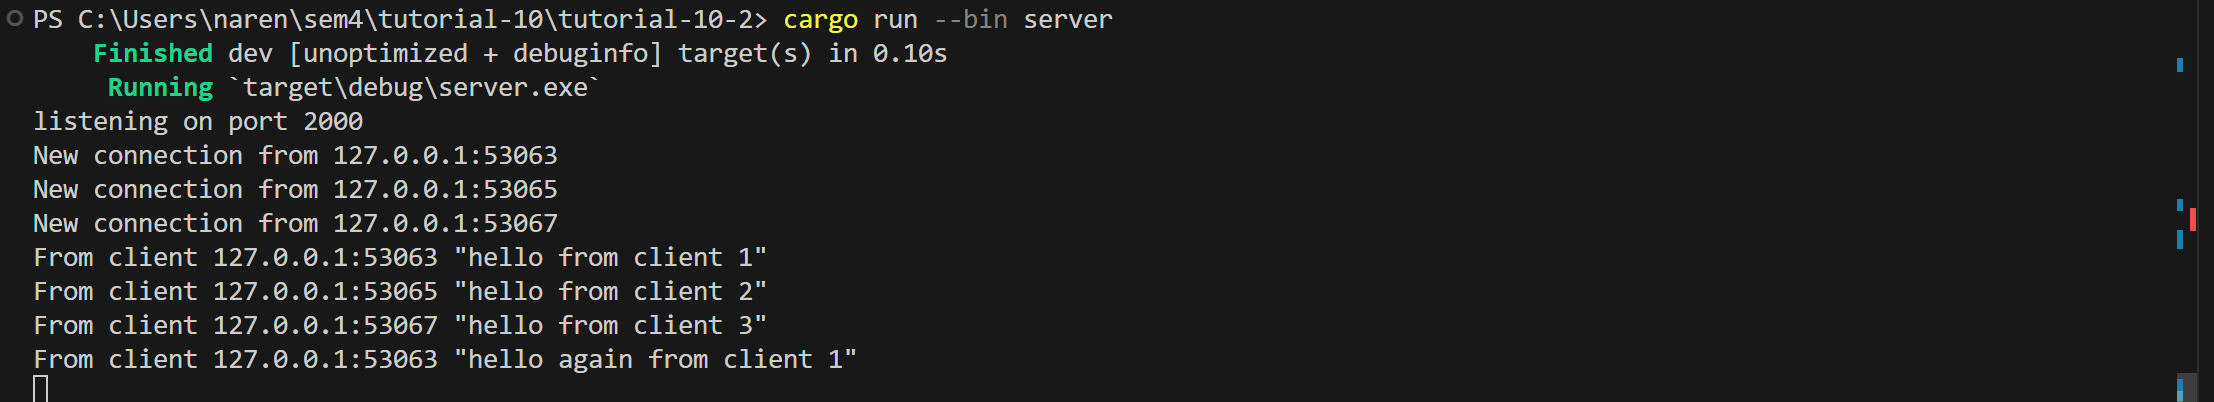 PS C:\Users\naren\sem4\tutorial-10\tutorial-10-2> cargo run --bin server
    Finished dev [unoptimized + debuginfo] target(s) in 0.10s
     Running `target\debug\server.exe`
listening on port 2000
New connection from 127.0.0.1:53063
New connection from 127.0.0.1:53065
New connection from 127.0.0.1:53067
From client 127.0.0.1:53063 "hello from client 1"
From client 127.0.0.1:53065 "hello from client 2"
From client 127.0.0.1:53067 "hello from client 3"
From client 127.0.0.1:53063 "hello again from client 1"